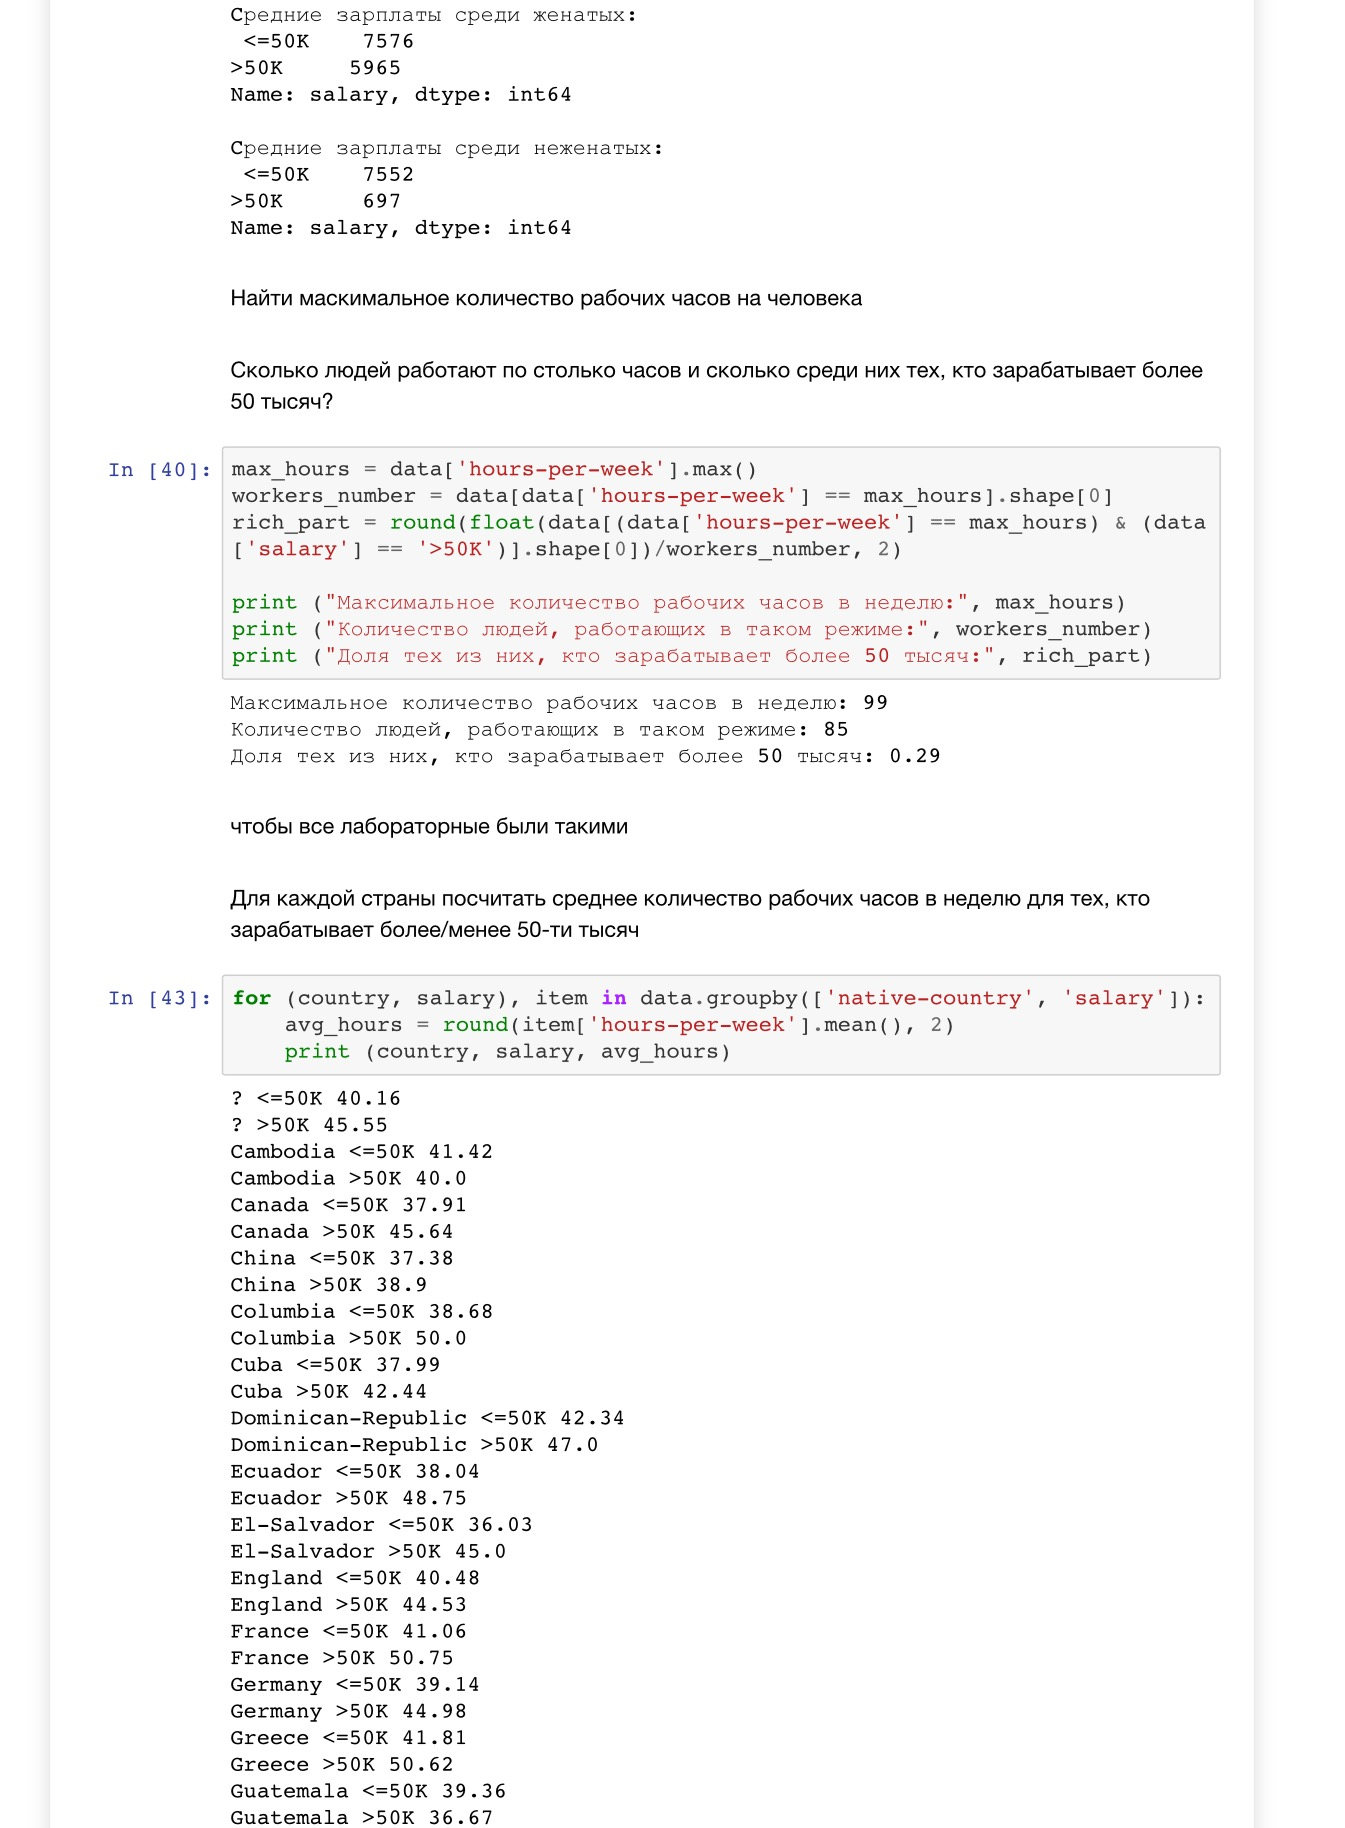 Средние зарплаты среди женатых:
 <=50K    7576
>50K     5965
Name: salary, dtype: int64

Средние зарплаты среди неженатых:
 <=50K    7552
>50K      697
Name: salary, dtype: int64

Найти маскимальное количество рабочих часов на человека

Сколько людей работают по столько часов и сколько среди них тех, кто зарабатывает более
50 тысяч?

In [40]: max_hours = data['hours-per-week'].max()
workers_number = data[data['hours-per-week'] == max_hours].shape[0]
rich_part = round(float(data[(data['hours-per-week'] == max_hours) & (data
['salary'] == '>50K')].shape[0])/workers_number, 2)

print ("Максимальное количество рабочих часов в неделю:", max_hours)
print ("Количество людей, работающих в таком режиме:", workers_number)
print ("Доля тех из них, кто зарабатывает более 50 тысяч:", rich_part)

Максимальное количество рабочих часов в неделю: 99
Количество людей, работающих в таком режиме: 85
Доля тех из них, кто зарабатывает более 50 тысяч: 0.29

чтобы все лабораторные были такими

Для каждой страны посчитать среднее количество рабочих часов в неделю для тех, кто
зарабатывает более/менее 50-ти тысяч

In [43]: for (country, salary), item in data.groupby(['native-country', 'salary']):
    avg_hours = round(item['hours-per-week'].mean(), 2)
    print (country, salary, avg_hours)

? <=50K 40.16
? >50K 45.55
Cambodia <=50K 41.42
Cambodia >50K 40.0
Canada <=50K 37.91
Canada >50K 45.64
China <=50K 37.38
China >50K 38.9
Columbia <=50K 38.68
Columbia >50K 50.0
Cuba <=50K 37.99
Cuba >50K 42.44
Dominican-Republic <=50K 42.34
Dominican-Republic >50K 47.0
Ecuador <=50K 38.04
Ecuador >50K 48.75
El-Salvador <=50K 36.03
El-Salvador >50K 45.0
England <=50K 40.48
England >50K 44.53
France <=50K 41.06
France >50K 50.75
Germany <=50K 39.14
Germany >50K 44.98
Greece <=50K 41.81
Greece >50K 50.62
Guatemala <=50K 39.36
Guatemala >50K 36.67